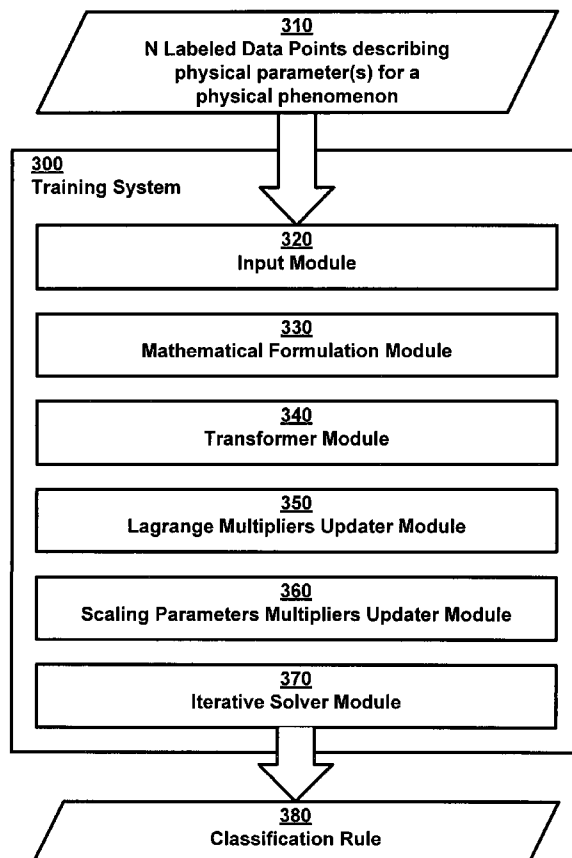 310
N Labeled Data Points describing
physical parameter(s) for a
physical phenomenon
300
Training System
320
Input Module
330
Mathematical Formulation Module
340
Transformer Module
350
Lagrange Multipliers Updater Module
360
Scaling Parameters Multipliers Updater Module
370
Iterative Solver Module
380
Classification Rule